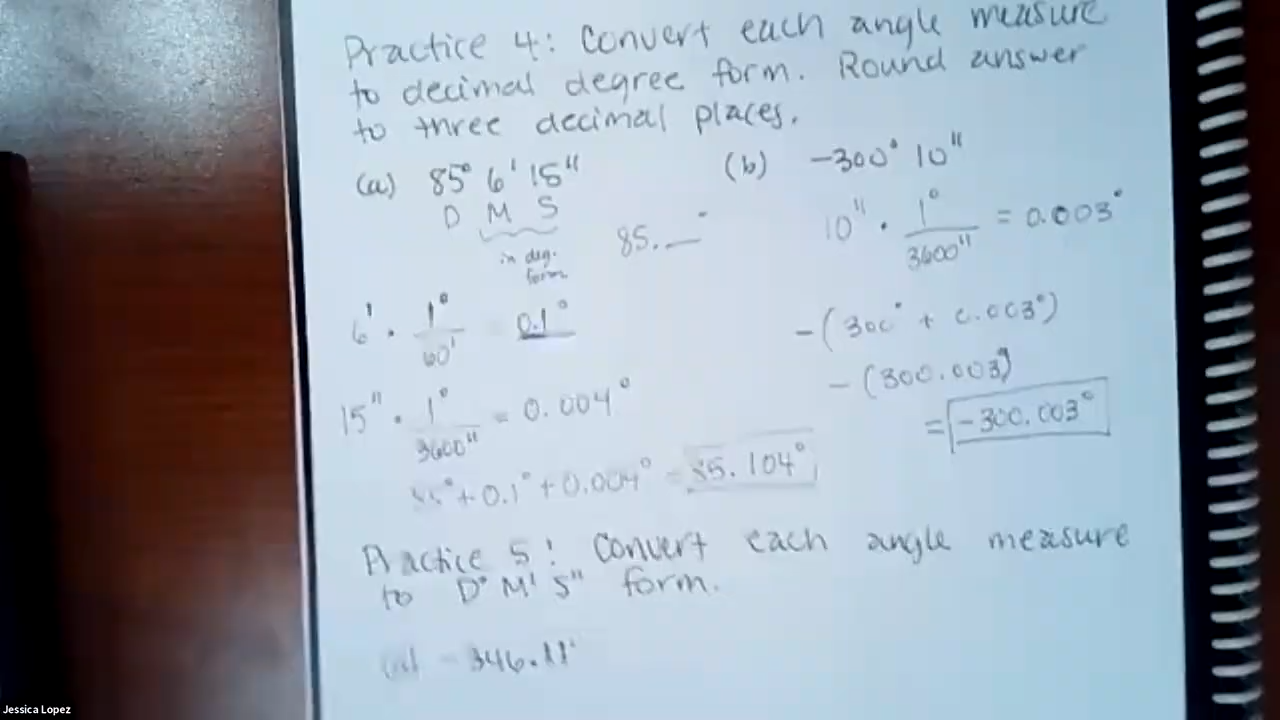 Practice 4: Convert each angle measure
to decimal degree form. Round answer
to three decimal places.
(a) 85° 6' 15"
D M S
in deg. form
85.__°
6' · 1°/60' = 0.1°
15" · 1°/3600" = 0.004°
85° + 0.1° + 0.004° = 85.104°
(b) -300° 10"
10" · 1°/3600" = 0.003°
-(300° + 0.003°)
-(300.003°)
= -300.003°
Practice 5: Convert each angle measure
to D° M' S" form.
(a) -346.11°
Jessica Lopez